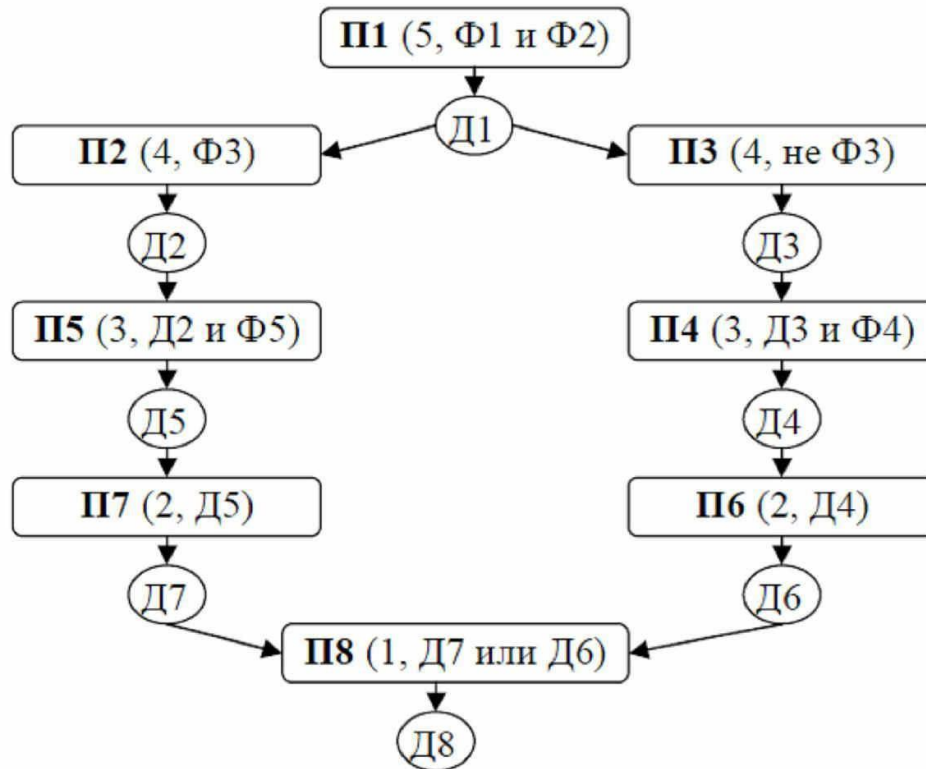 П1 (5, Ф1 и Ф2)
Д1
П2 (4, Ф3)
П3 (4, не Ф3)
Д2
Д3
П5 (3, Д2 и Ф5)
П4 (3, Д3 и Ф4)
Д5
Д4
П7 (2, Д5)
П6 (2, Д4)
Д7
Д6
П8 (1, Д7 или Д6)
Д8